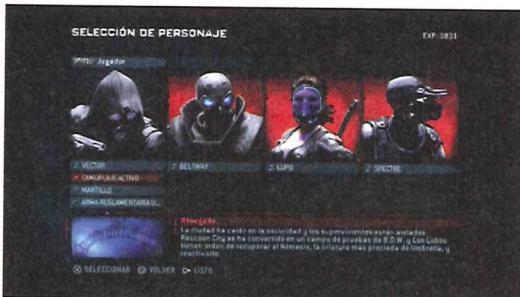 SELECCIÓN DE PERSONAJE
EXP: 3831
Jugador
VECTOR
BELTWAY
LUPO
SPECTRE
CAMUFLAJE ACTIVO
MARTILLO
ARMA REGLAMENTARIA U...
Renegado
La ciudad ha caído en la oscuridad y los supervivientes están aislados.
Raccoon City se ha convertido en un campo de pruebas de B.O.W. y Los Lobos
tienen orden de recuperar al Némesis, la criatura más preciada de Umbrella, y
reactivarlo.
SELECCIONAR
VOLVER
LISTO